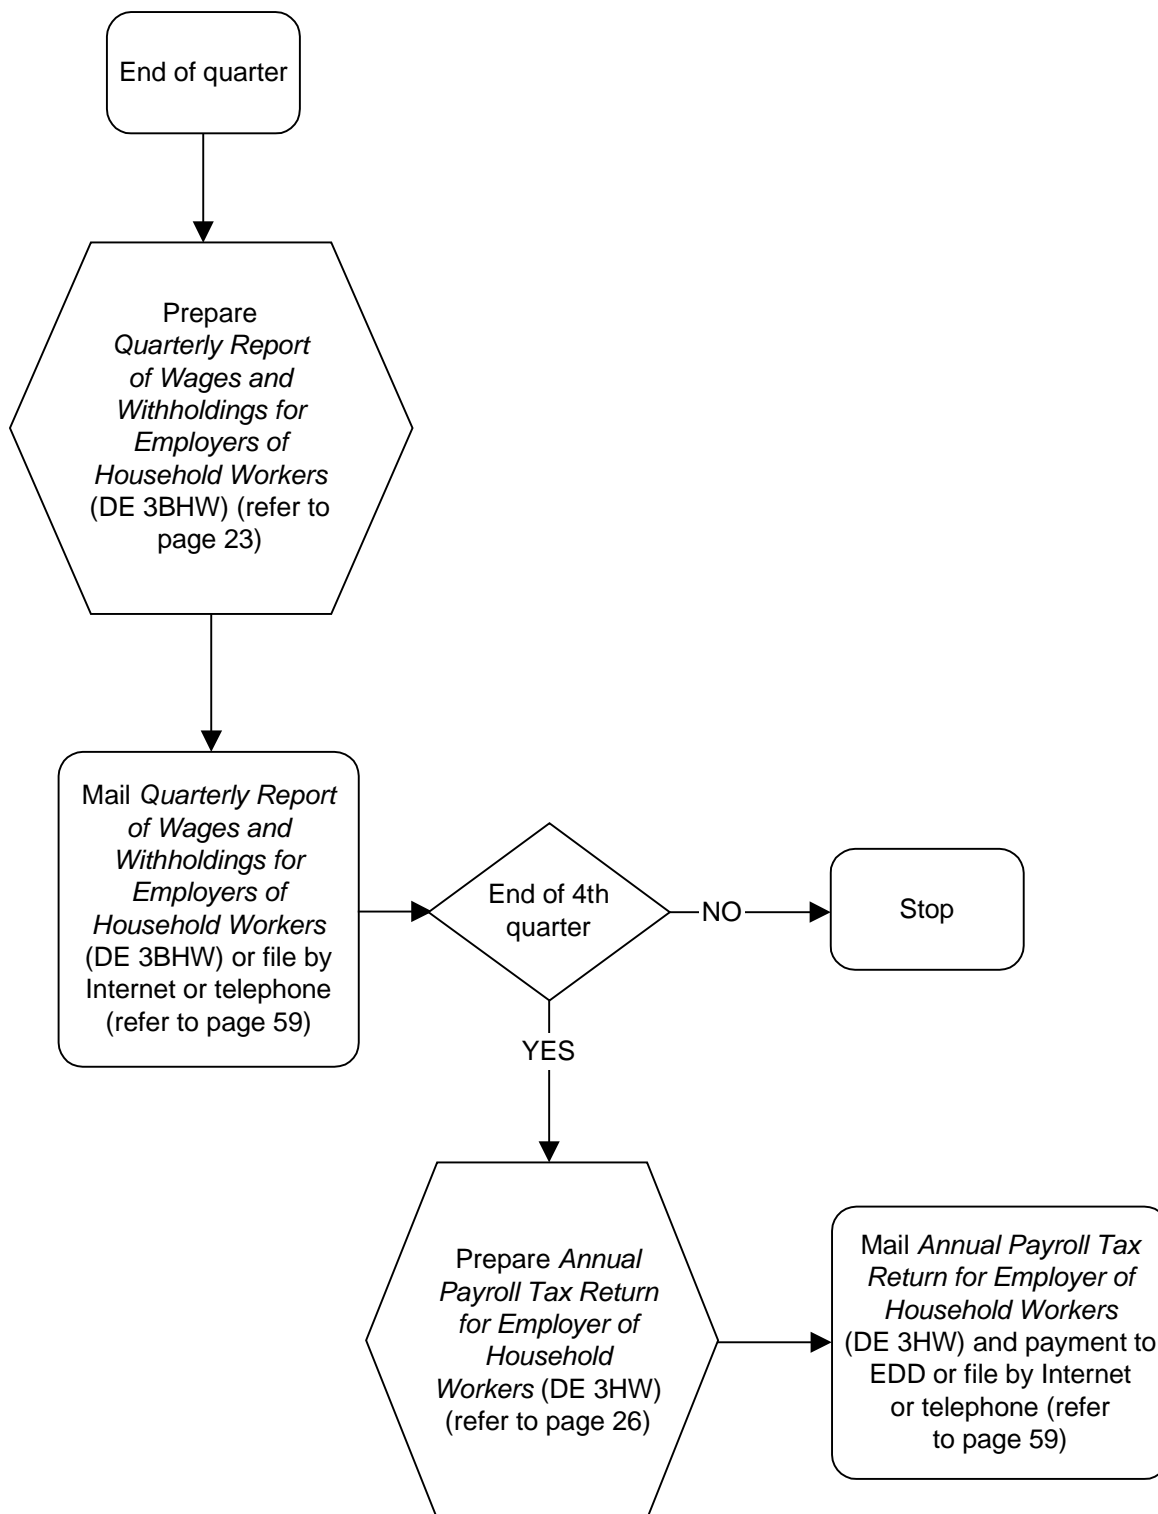 End of quarter
Prepare
Quarterly Report
of Wages and
Withholdings for
Employers of
Household Workers
(DE 3BHW) (refer to
page 23)
Mail Quarterly Report
of Wages and
Withholdings for
Employers of
Household Workers
(DE 3BHW) or file by
Internet or telephone
(refer to page 59)
End of 4th
quarter
NO
Stop
YES
Prepare Annual
Payroll Tax Return
for Employer of
Household
Workers (DE 3HW)
(refer to page 26)
Mail Annual Payroll Tax
Return for Employer of
Household Workers
(DE 3HW) and payment to
EDD or file by Internet
or telephone (refer
to page 59)